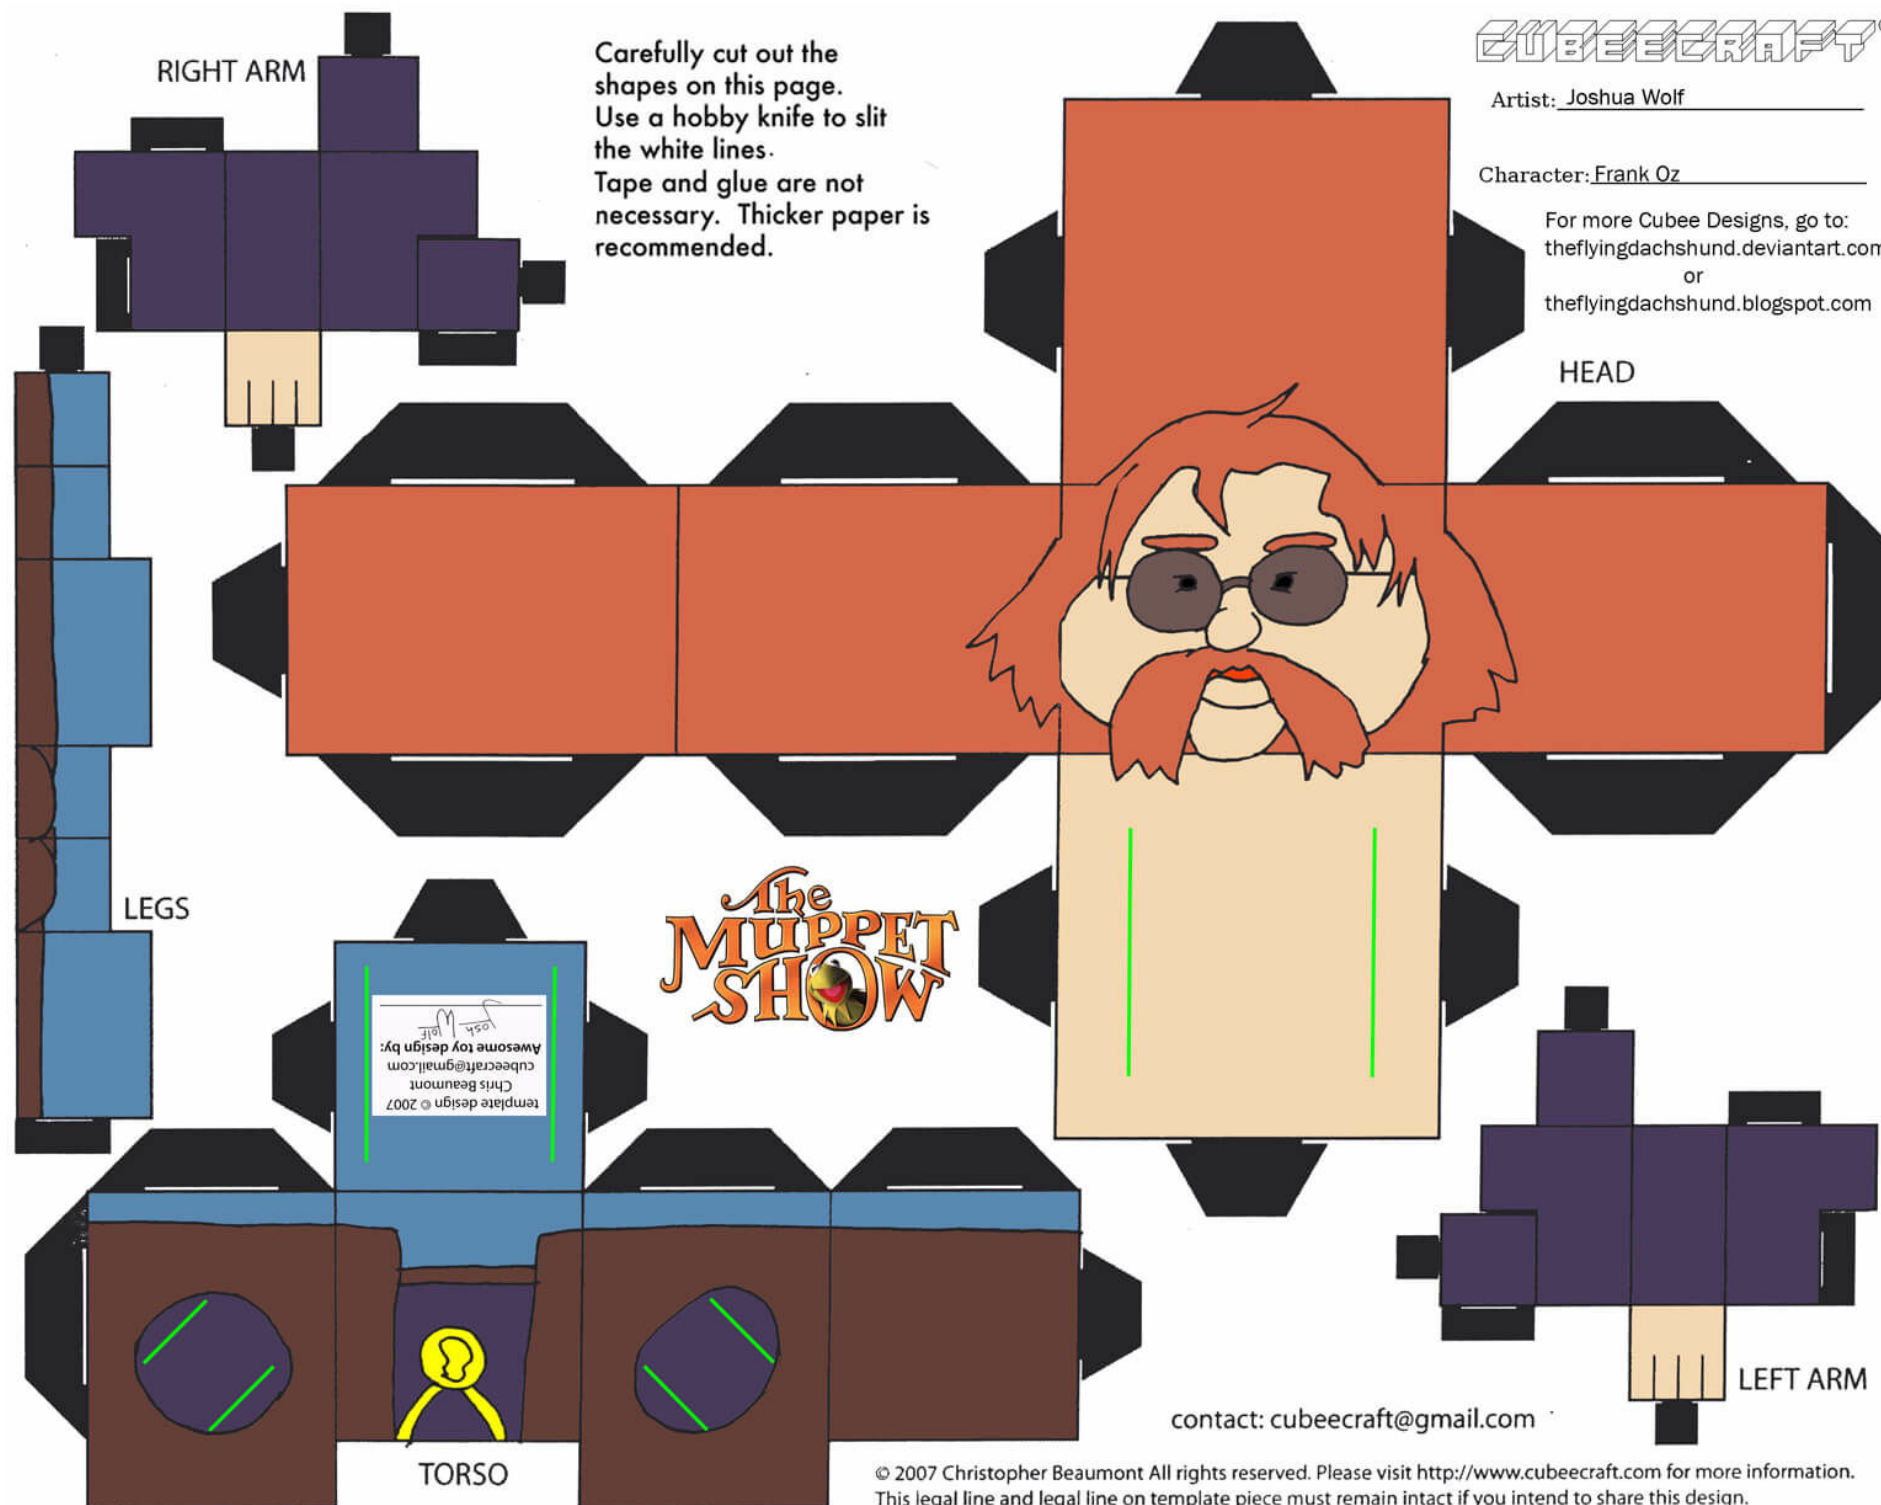 RIGHT ARM
Carefully cut out the
shapes on this page.
Use a hobby knife to slit
the white lines.
Tape and glue are not
necessary. Thicker paper is
recommended.
CUBEECRAFT
Artist: Joshua Wolf
Character: Frank Oz
For more Cubee Designs, go to:
theflyingdachshund.deviantart.com
or
theflyingdachshund.blogspot.com
HEAD
LEGS
The
MUPPET
SHOW
template design © 2007
Chris Beaumont
cubeecraft@gmail.com
Awesome toy design by:
Josh Wolf
LEFT ARM
contact: cubeecraft@gmail.com
TORSO
© 2007 Christopher Beaumont All rights reserved. Please visit http://www.cubeecraft.com for more information.
This legal line and legal line on template piece must remain intact if you intend to share this design.